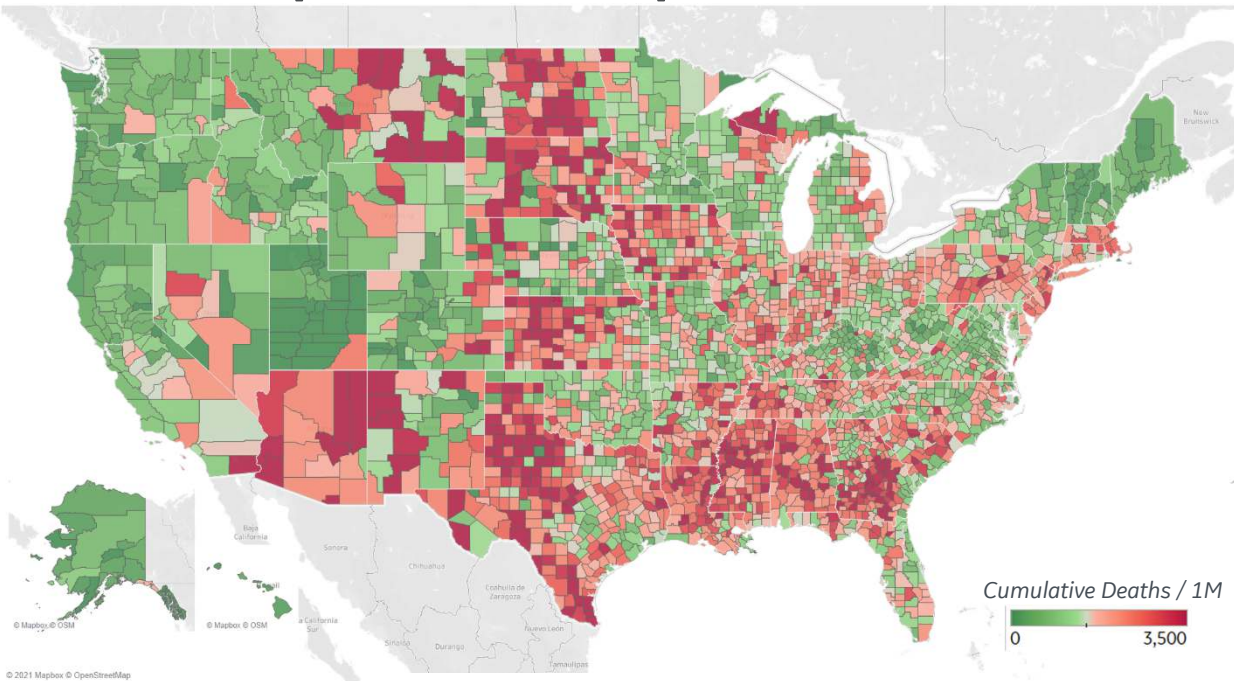 New
Brunswick
Baja
California
Sonora
Chihuahua
Coahuila de
Zaragoza
Nuevo León
Tamaulipas
Sinaloa
Durango
a California
Sur
© Mapbox © OSM
© Mapbox © OSM
Cumulative Deaths / 1M
0
3,500
© 2021 Mapbox © OpenStreetMap